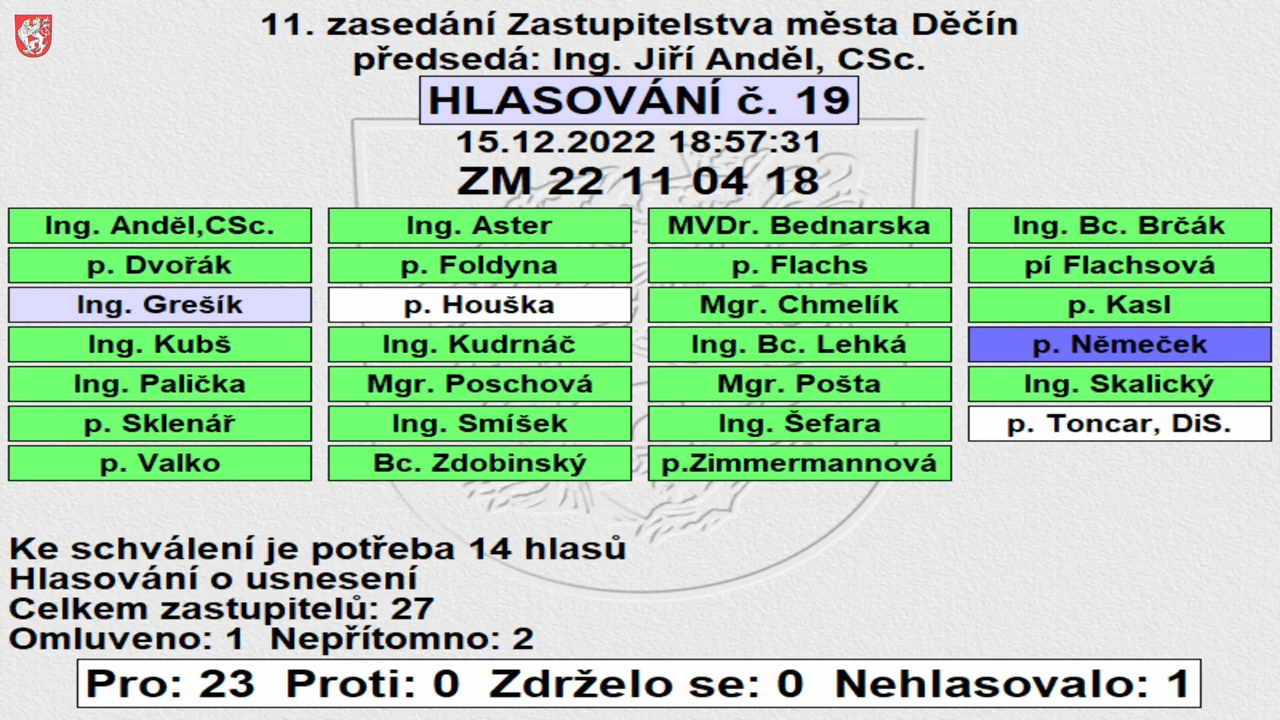 11. zasedání Zastupitelstva města Děčín
předsedá: Ing. Jiří Anděl, CSc.
HLASOVÁNÍ č. 19
15.12.2022 18:57:31
ZM 22 11 04 18
Ing. Anděl,CSc. Ing. Aster MVDr. Bednarska Ing. Bc. Brčák
p. Dvořák p. Foldyna p. Flachs pí Flachsová
Ing. Grešík p. Houška Mgr. Chmelík p. Kasl
Ing. Kubš Ing. Kudrnáč Ing. Bc. Lehká p. Němeček
Ing. Palička Mgr. Poschová Mgr. Pošta Ing. Skalický
p. Sklenář Ing. Smíšek Ing. Šefara p. Toncar, DiS.
p. Valko Bc. Zdobinský p.Zimmermannová
Ke schválení je potřeba 14 hlasů
Hlasování o usnesení
Celkem zastupitelů: 27
Omluveno: 1 Nepřítomno: 2
Pro: 23 Proti: 0 Zdrželo se: 0 Nehlasovalo: 1